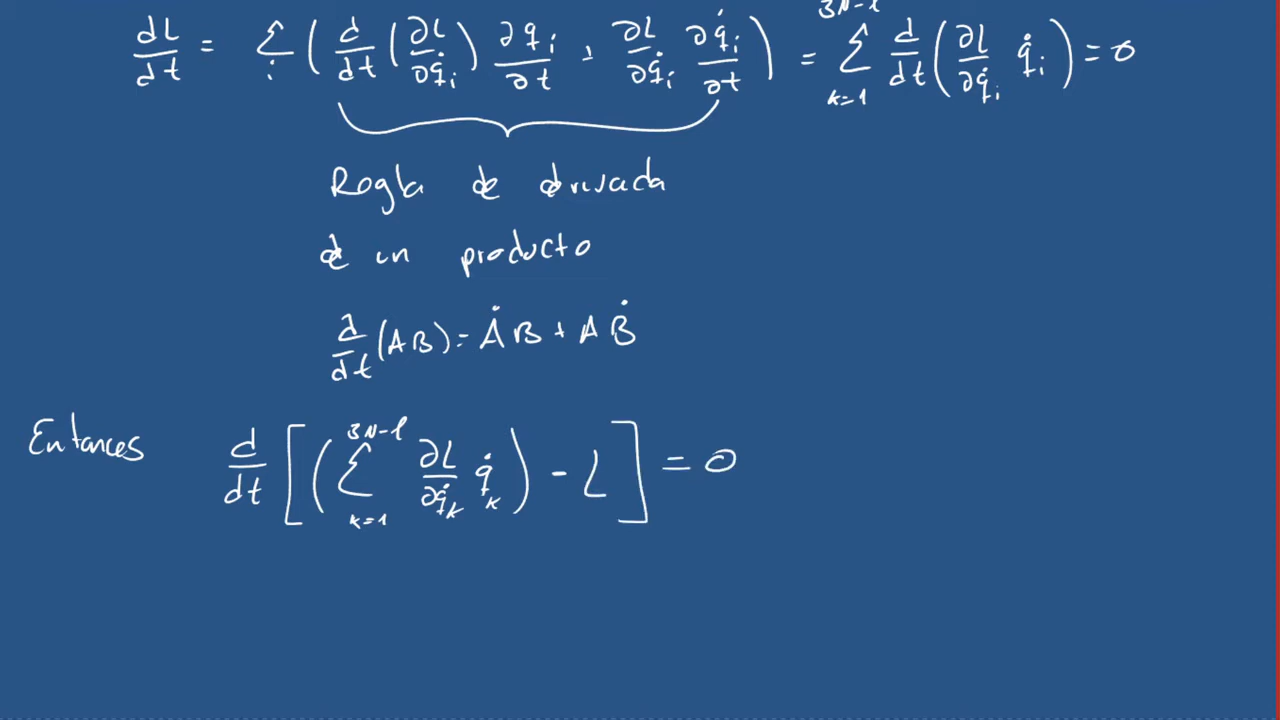 dL/dt = Σ_i ( d/dt (∂L/∂q̇_i) ∂q_i/∂t + ∂L/∂q̇_i ∂q̇_i/∂t ) = Σ_{k=1}^{3N-l} d/dt ( ∂L/∂q̇_i q̇_i ) = 0
Regla de drivada
de un producto
d/dt (AB) = ȦB + AḂ
Entonces d/dt [ ( Σ_{k=1}^{3N-l} ∂L/∂q̇_k q̇_k ) - L ] = 0